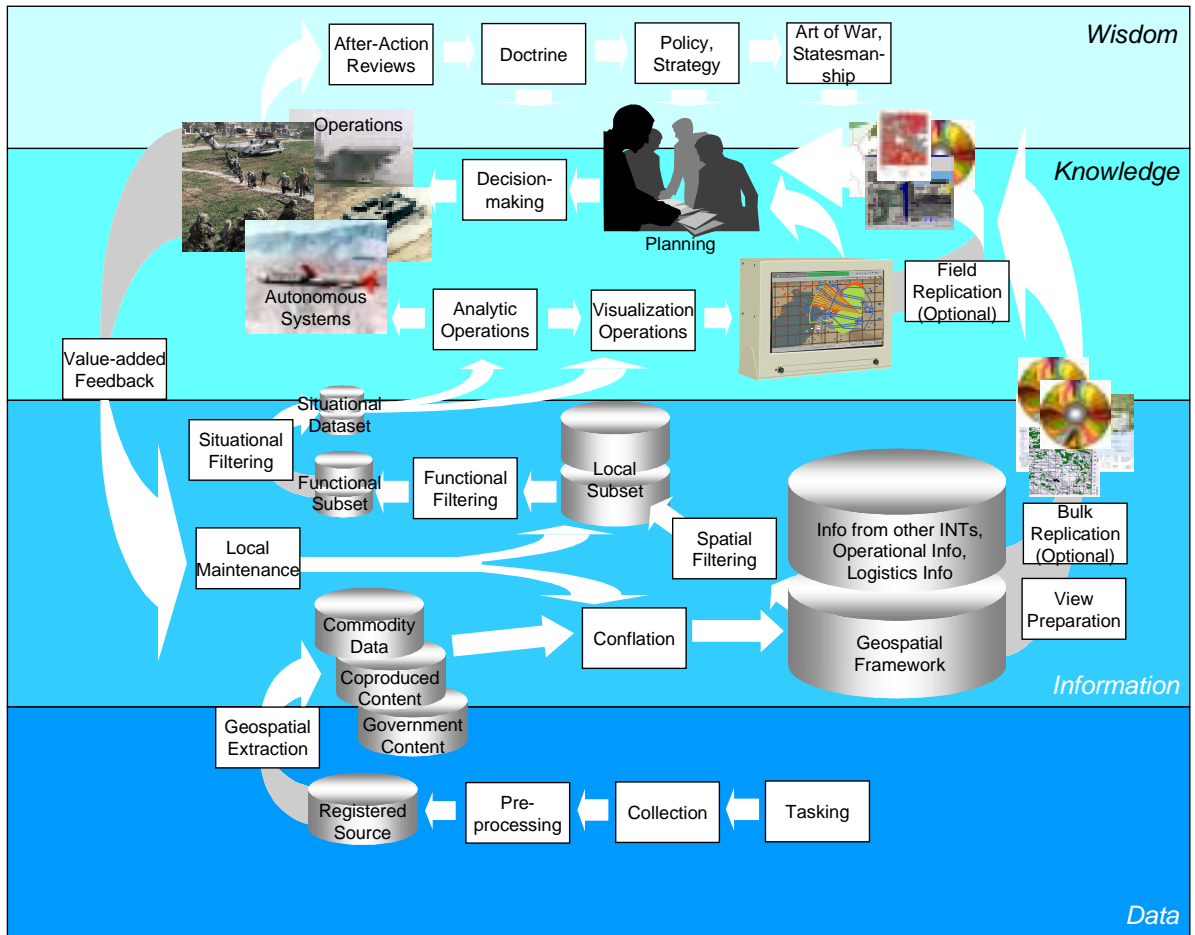 Wisdom
After-Action
Reviews
Doctrine
Policy,
Strategy
Art of War,
Statesman-
ship
Operations
Knowledge
Decision-
making
Planning
Autonomous
Systems
Analytic
Operations
Visualization
Operations
Field
Replication
(Optional)
Value-added
Feedback
Situational
Dataset
Situational
Filtering
Functional
Subset
Functional
Filtering
Local
Subset
Spatial
Filtering
Info from other INTs,
Operational Info,
Logistics Info
Bulk
Replication
(Optional)
Local
Maintenance
View
Preparation
Commodity
Data
Conflation
Geospatial
Framework
Coproduced
Content
Information
Government
Content
Geospatial
Extraction
Registered
Source
Pre-
processing
Collection
Tasking
Data